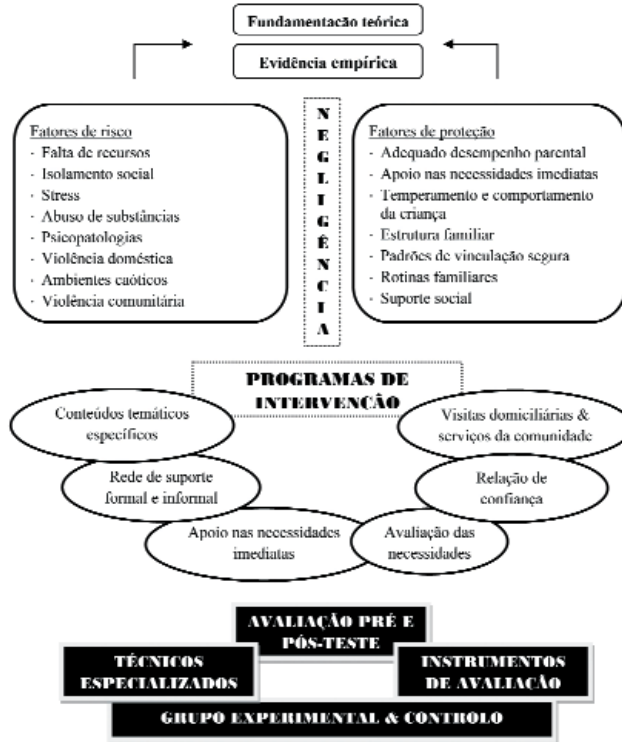 Fundamentação teórica
Evidência empírica
Fatores de risco
- Falta de recursos
- Isolamento social
- Stress
- Abuso de substâncias
- Psicopatologias
- Violência doméstica
- Ambientes caóticos
- Violência comunitária
NEGLIGÊNCIA
Fatores de proteção
- Adequado desempenho parental
- Apoio nas necessidades imediatas
- Temperamento e comportamento
da criança
- Estrutura familiar
- Padrões de vinculação segura
- Rotinas familiares
- Suporte social
PROGRAMAS DE
INTERVENÇÃO
Conteúdos temáticos
específicos
Visitas domiciliárias &
serviços da comunidade
Rede de suporte
formal e informal
Relação de
confiança
Apoio nas necessidades
imediatas
Avaliação das
necessidades
AVALIAÇÃO PRÉ E
PÓS-TESTE
TÉCNICOS
ESPECIALIZADOS
INSTRUMENTOS
DE AVALIAÇÃO
GRUPO EXPERIMENTAL & CONTROLO